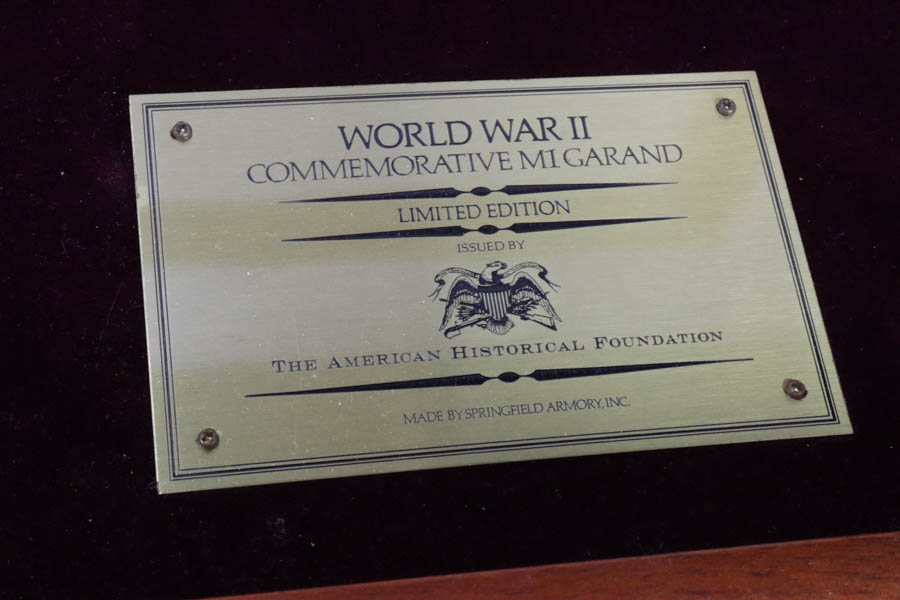 WORLD WAR II
COMMEMORATIVE M1 GARAND
LIMITED EDITION
ISSUED BY
THE AMERICAN HISTORICAL FOUNDATION
MADE BY SPRINGFIELD ARMORY, INC.